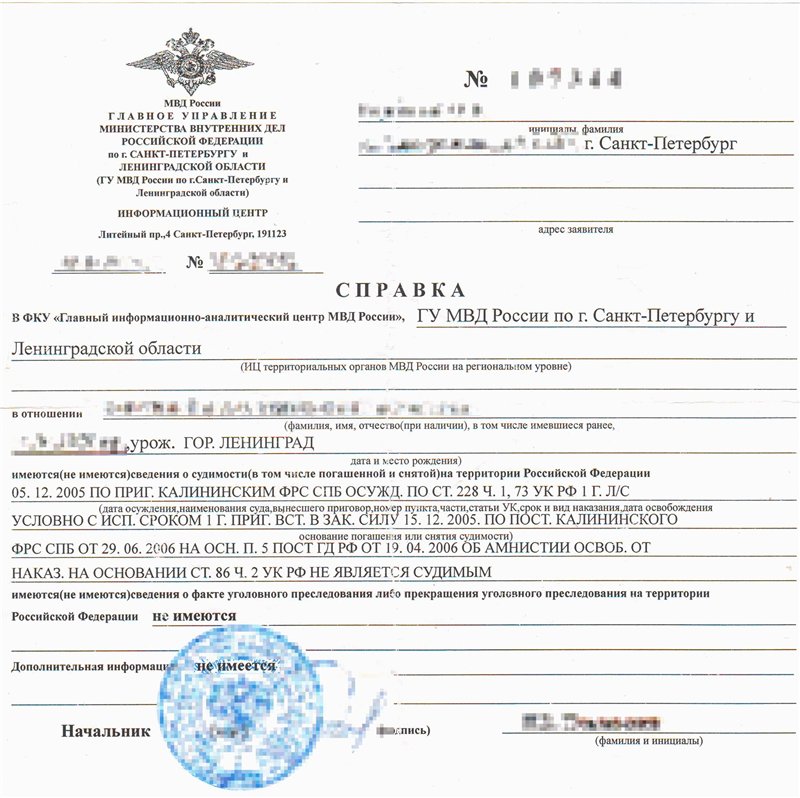 МВД России
ГЛАВНОЕ УПРАВЛЕНИЕ
МИНИСТЕРСТВА ВНУТРЕННИХ ДЕЛ
РОССИЙСКОЙ ФЕДЕРАЦИИ
по г. САНКТ-ПЕТЕРБУРГУ и
ЛЕНИНГРАДСКОЙ ОБЛАСТИ
(ГУ МВД России по г.Санкт-Петербургу и
Ленинградской области)
ИНФОРМАЦИОННЫЙ ЦЕНТР
Литейный пр.,4 Санкт-Петербург, 191123
№
№
инициалы, фамилия
г. Санкт-Петербург
адрес заявителя
СПРАВКА
В ФКУ «Главный информационно-аналитический центр МВД России», ГУ МВД России по г. Санкт-Петербургу и
Ленинградской области
(ИЦ территориальных органов МВД России на региональном уровне)
в отношении
(фамилия, имя, отчество(при наличии), в том числе имевшиеся ранее,
,урож. ГОР. ЛЕНИНГРАД
дата и место рождения)
имеются(не имеются)сведения о судимости(в том числе погашенной и снятой)на территории Российской Федерации
05. 12. 2005 ПО ПРИГ. КАЛИНИНСКИМ ФРС СПБ ОСУЖД. ПО СТ. 228 Ч. 1, 73 УК РФ 1 Г. Л/С
(дата осуждения,наименования суда,вынесшего приговор,номер пункта,части,статьи УК,срок и вид наказания,дата освобождения
УСЛОВНО С ИСП. СРОКОМ 1 Г. ПРИГ. ВСТ. В ЗАК. СИЛУ 15. 12. 2005. ПО ПОСТ. КАЛИНИНСКОГО
основание погашения или снятия судимости)
ФРС СПБ ОТ 29. 06. 2006 НА ОСН. П. 5 ПОСТ ГД РФ ОТ 19. 04. 2006 ОБ АМНИСТИИ ОСВОБ. ОТ
НАКАЗ. НА ОСНОВАНИИ СТ. 86 Ч. 2 УК РФ НЕ ЯВЛЯЕТСЯ СУДИМЫМ
имеются(не имеются)сведения о факте уголовного преследования либо прекращения уголовного преследования на территории
Российской Федерации не имеются
Дополнительная информация не имеется
Начальник
(подпись)
(фамилия и инициалы)